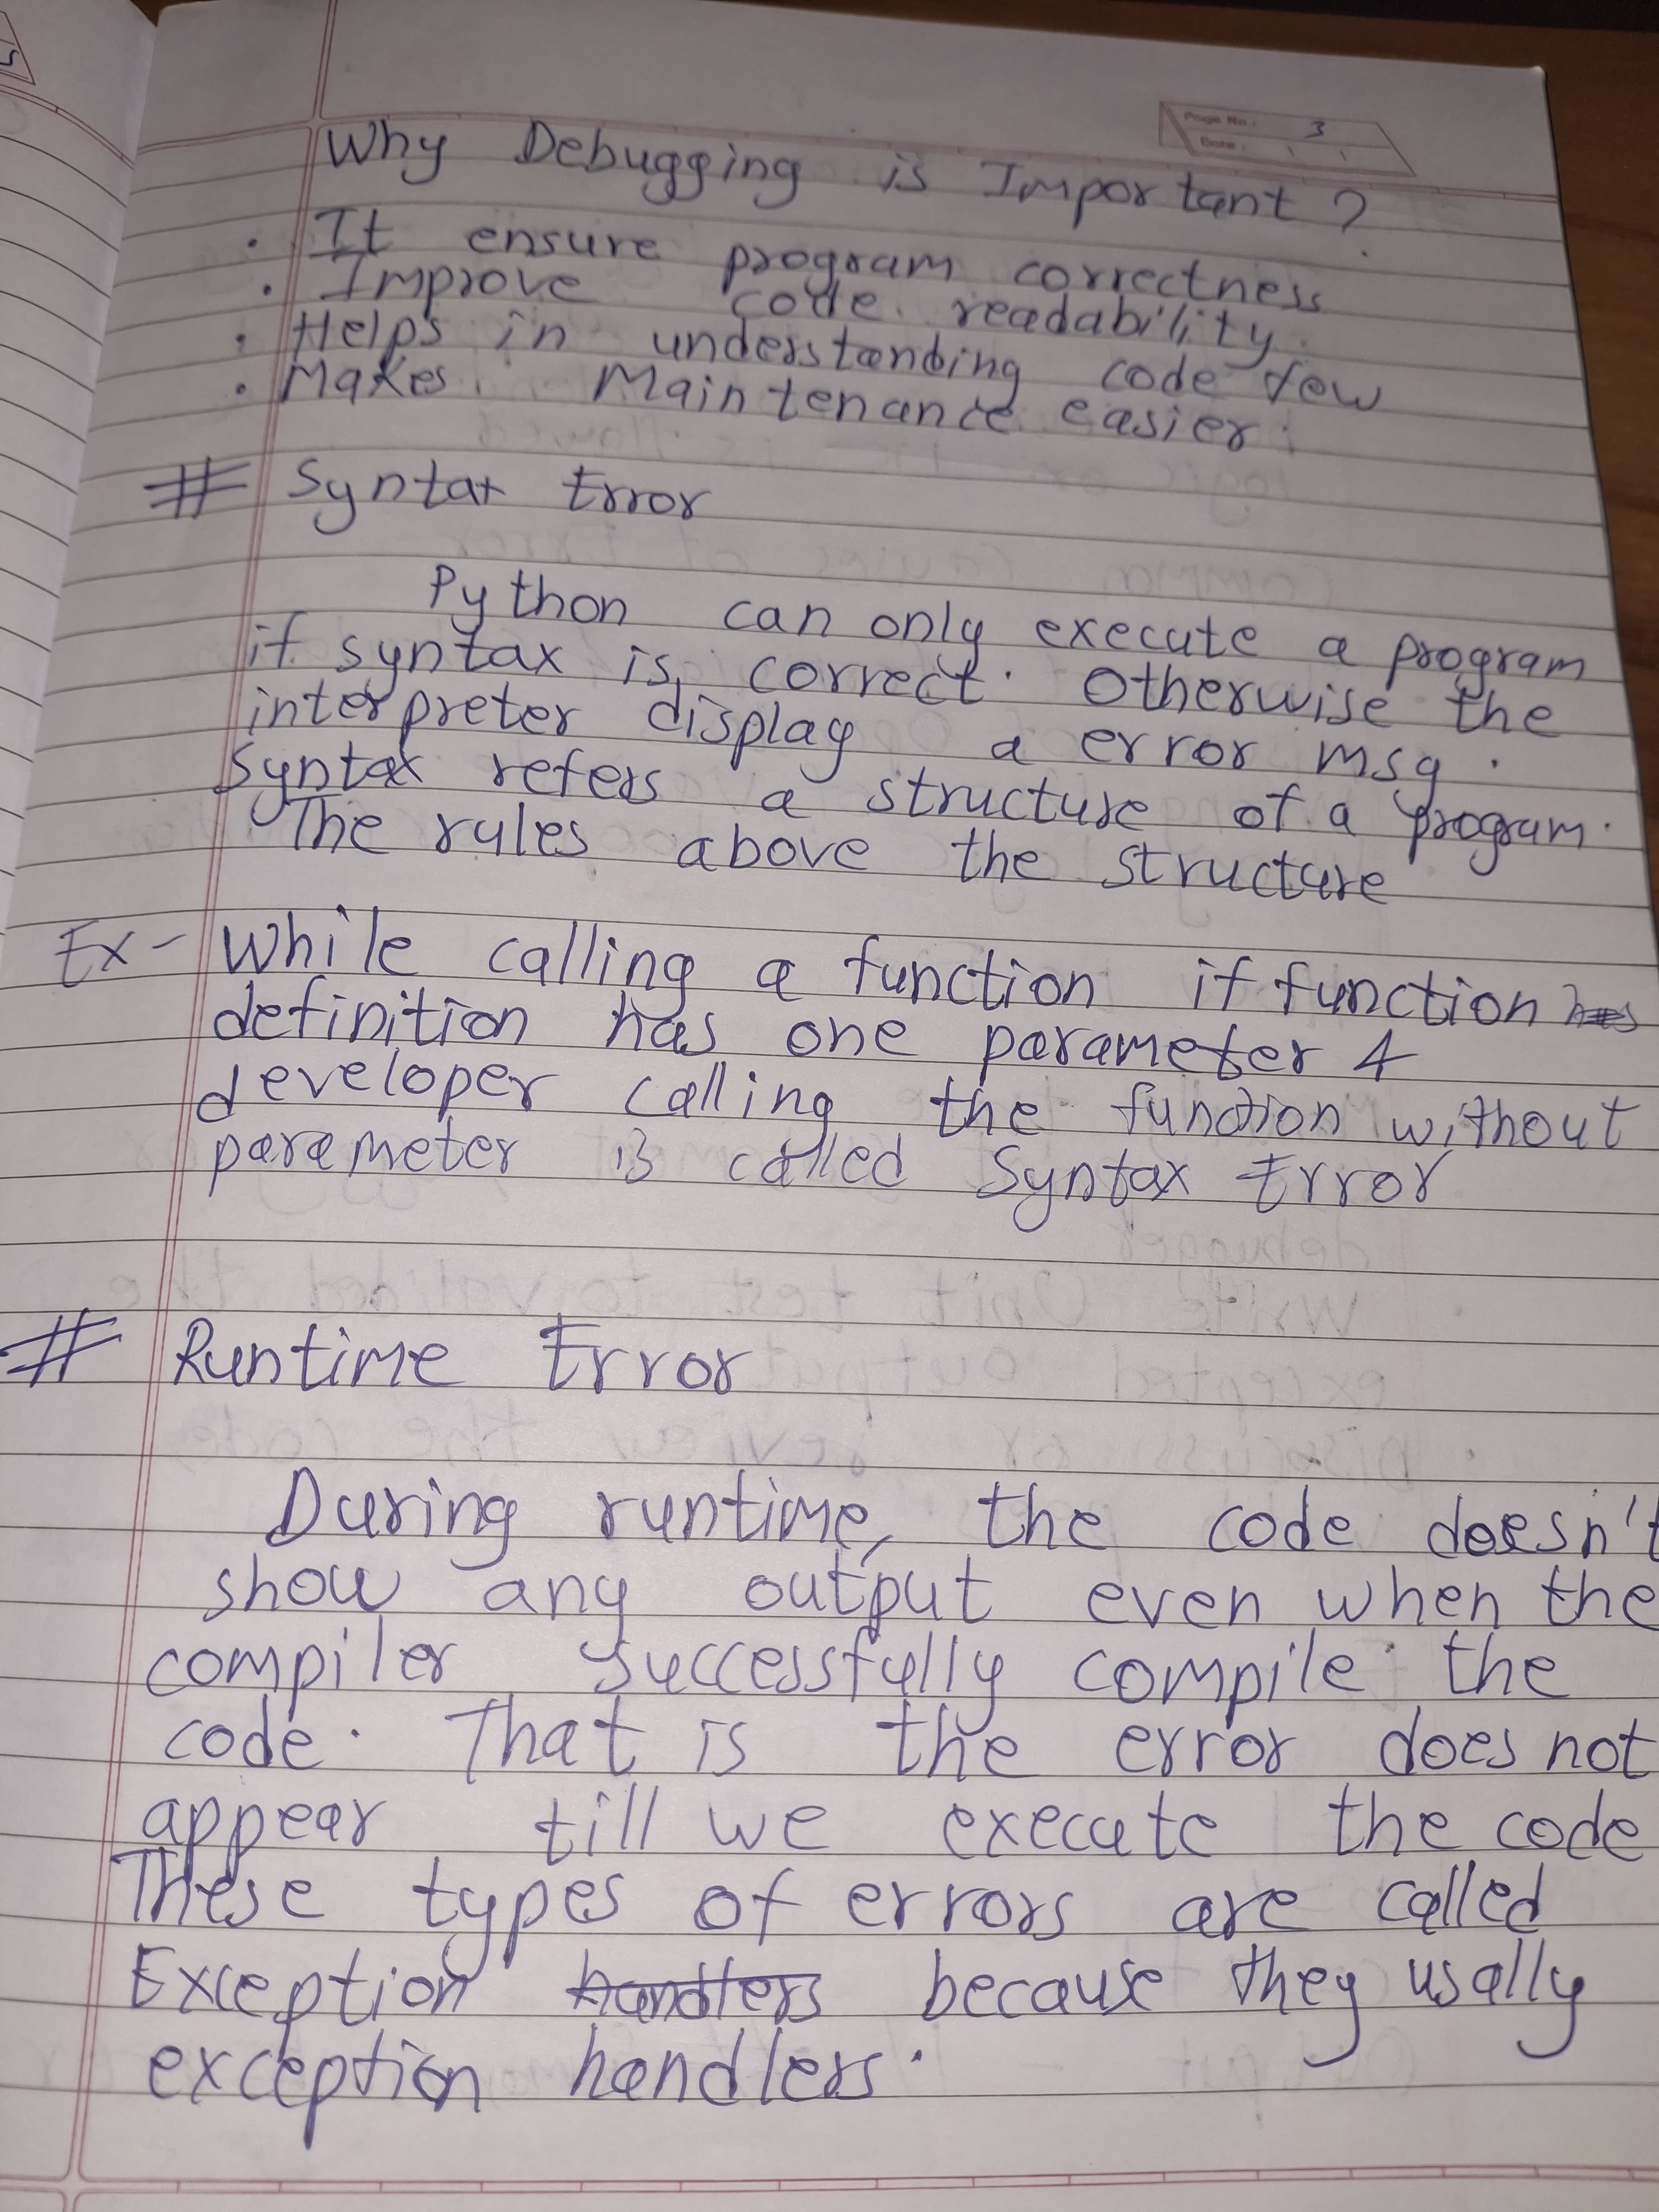 Page No.: 3
Date:
Why Debugging is Important ?
• It ensure program correctness
• Improve code readability.
• Helps in understanding code flow
• Makes Maintenance easier.
# Syntax Error
Python can only execute a program
if syntax is correct. Otherwise the
interpreter display a error msg.
Syntax refers a structure of a program.
The rules above the structure
Ex- While calling a function if function has
definition has one parameter &
developer calling the function without
parameter is called Syntax Error
# Runtime Error
During runtime, the code doesn't
show any output even when the
compiler successfully compile the
code. That is the error does not
appear till we execute the code
These types of errors are called
Exception handlers because they usally
exception handlers.